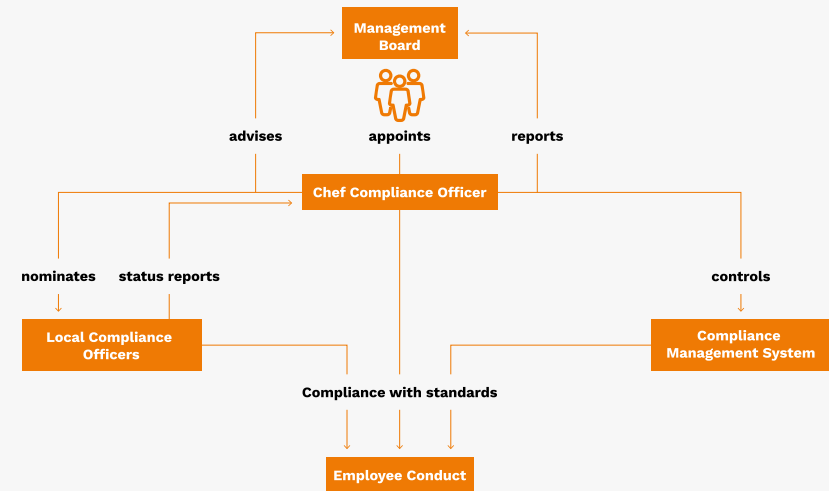 Management
Board
advises
appoints
reports
Chef Compliance Officer
nominates
status reports
controls
Local Compliance
Officers
Compliance
Management System
Compliance with standards
Employee Conduct